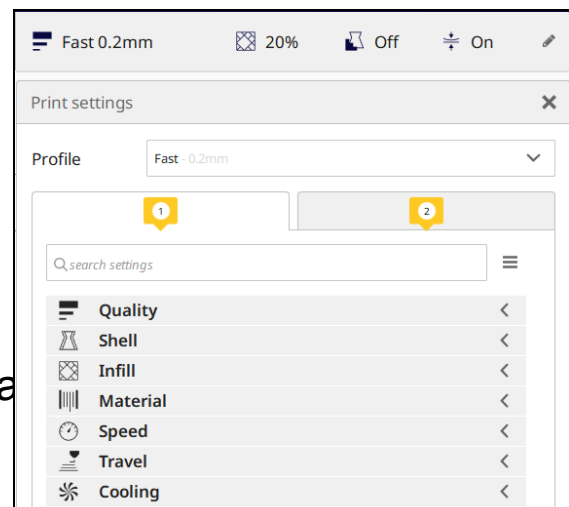 Fast 0.2mm 20% Off On
Print settings
Profile Fast - 0.2mm
1 2
search settings
Quality
Shell
Infill
a
Material
Speed
Travel
Cooling